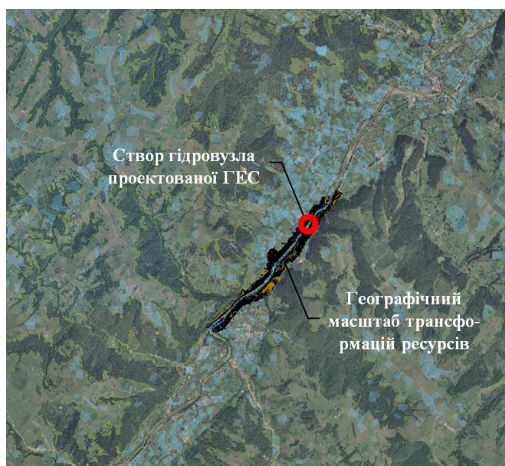 Створ гідровузла
проектованої ГЕС
Географічний
масштаб трансфо-
рмацій ресурсів